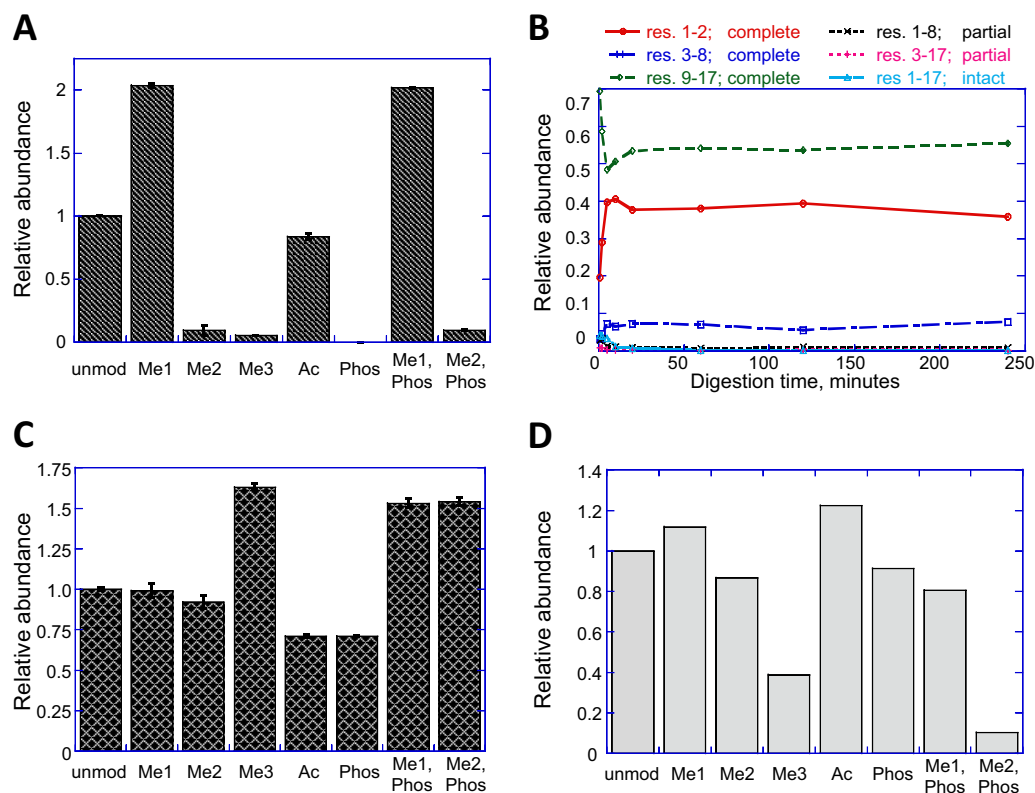 A
Relative abundance
2
1.5
1
0.5
0
unmod Me1 Me2 Me3 Ac Phos Me1, Phos Me2, Phos
B
res. 1-2; complete
res. 3-8; complete
res. 9-17; complete
res. 1-8; partial
res. 3-17; partial
res 1-17; intact
Relative abundance
0.7
0.6
0.5
0.4
0.3
0.2
0.1
0
0 50 100 150 200 250
Digestion time, minutes
C
Relative abundance
1.75
1.5
1.25
1.0
0.75
0.5
0.25
0
unmod Me1 Me2 Me3 Ac Phos Me1, Phos Me2, Phos
D
Relative abundance
1.4
1.2
1
0.8
0.6
0.4
0.2
0
unmod Me1 Me2 Me3 Ac Phos Me1, Phos Me2, Phos